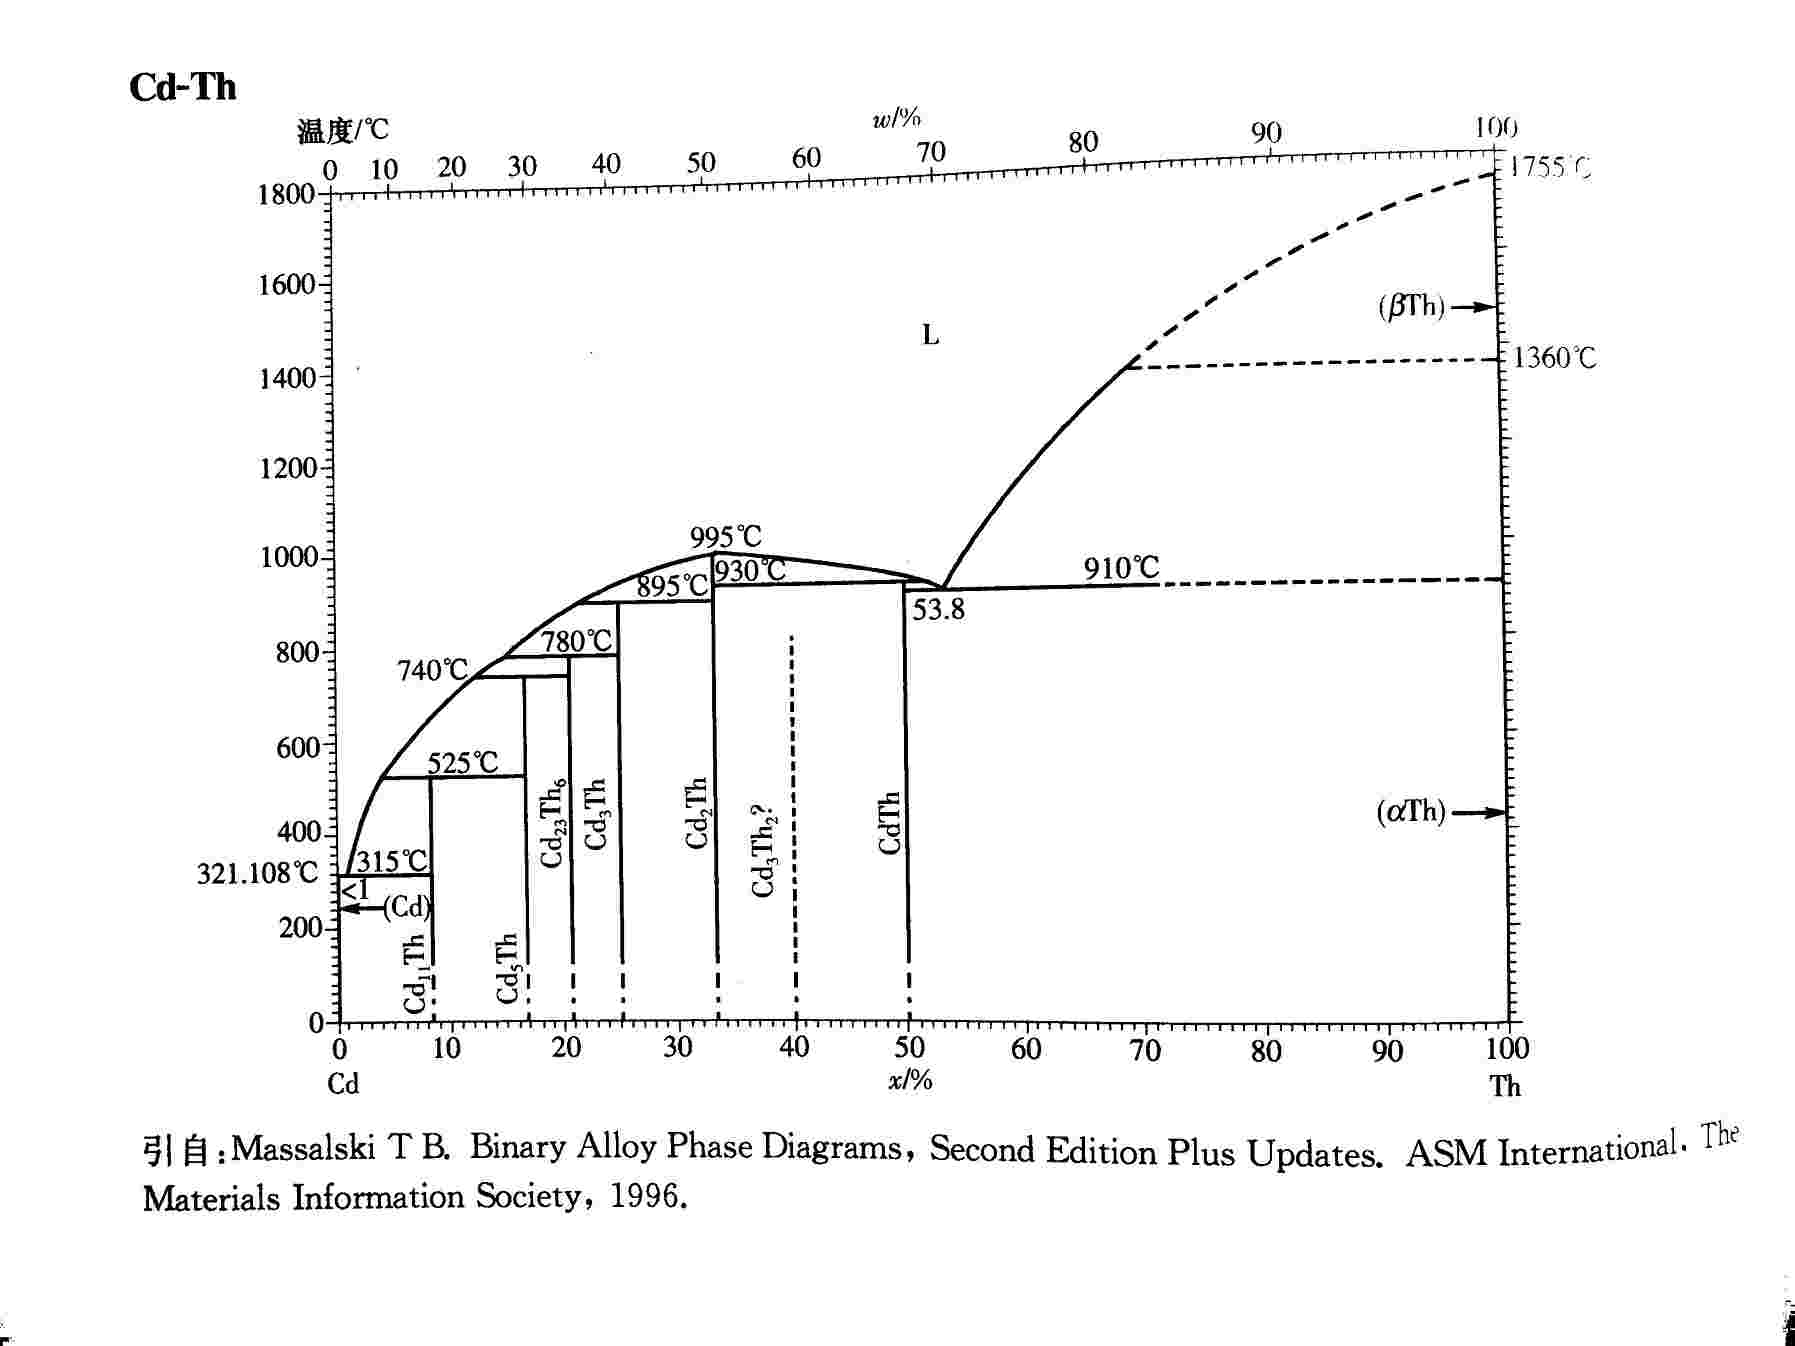 Cd-Th
温度/℃
w/%
0 10 20 30 40 50 60 70 80 90 100
1755℃
1800
1600
(βTh)
L
1400
1360℃
1200
1000
995℃
930℃
910℃
895℃
53.8
800
780℃
740℃
600
525℃
Cd₂₃Th₆
Cd₃Th
Cd₂Th
Cd₃Th₂?
CdTh
(αTh)
400
321.108℃
315℃
<1
(Cd)
200
Cd₁₁Th
Cd₅Th
0
0 10 20 30 40 50 60 70 80 90 100
Cd
x/%
Th
引自:Massalski T B. Binary Alloy Phase Diagrams, Second Edition Plus Updates. ASM International. The
Materials Information Society, 1996.